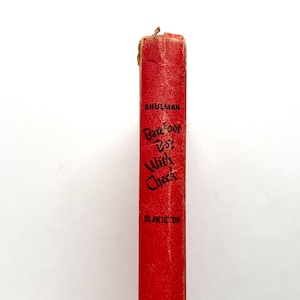 SHULMAN
Barefoot
Boy
With
Cheek
BLAKISTON